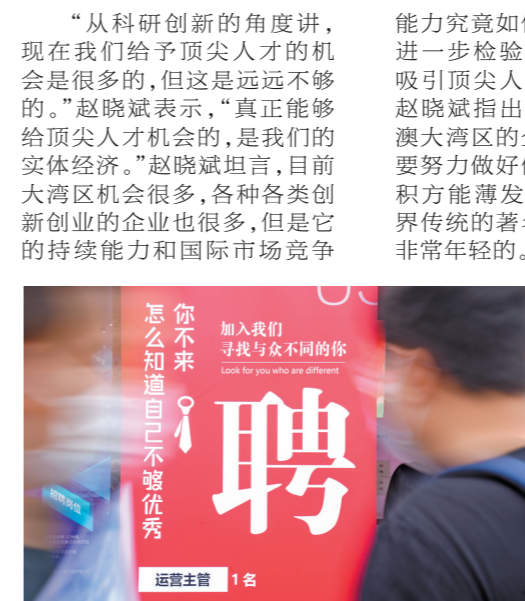 “从科研创新的角度讲，
现在我们给予顶尖人才的机
会是很多的，但这是远远不够
的。”赵晓斌表示，“真正能够
给顶尖人才机会的，是我们的
实体经济。”赵晓斌坦言，目前
大湾区机会很多，各种各类创
新创业的企业也很多，但是它
的持续能力和国际市场竞争
能力究竟如
进一步检验
吸引顶尖人
赵晓斌指出
澳大湾区的
要努力做好
积方能薄发
界传统的著
非常年轻的。
你不来
怎么知道自己不够优秀
加入我们
寻找与众不同的你
Look for you who are different
聘
招聘岗位
运营主管 1名